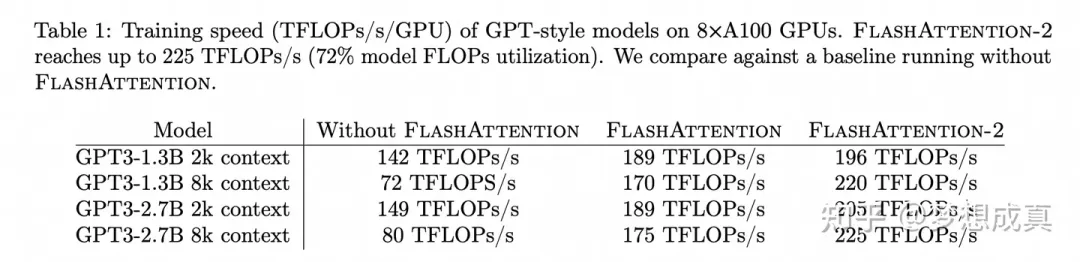 Table 1: Training speed (TFLOPs/s/GPU) of GPT-style models on 8×A100 GPUs. FLASHATTENTION-2
reaches up to 225 TFLOPs/s (72% model FLOPs utilization). We compare against a baseline running without
FLASHATTENTION.
Model Without FLASHATTENTION FLASHATTENTION FLASHATTENTION-2
GPT3-1.3B 2k context 142 TFLOPs/s 189 TFLOPs/s 196 TFLOPs/s
GPT3-1.3B 8k context 72 TFLOPS/s 170 TFLOPs/s 220 TFLOPs/s
GPT3-2.7B 2k context 149 TFLOPs/s 189 TFLOPs/s 205 TFLOPs/s
GPT3-2.7B 8k context 80 TFLOPs/s 175 TFLOPs/s 225 TFLOPs/s
知乎 @梦想成真